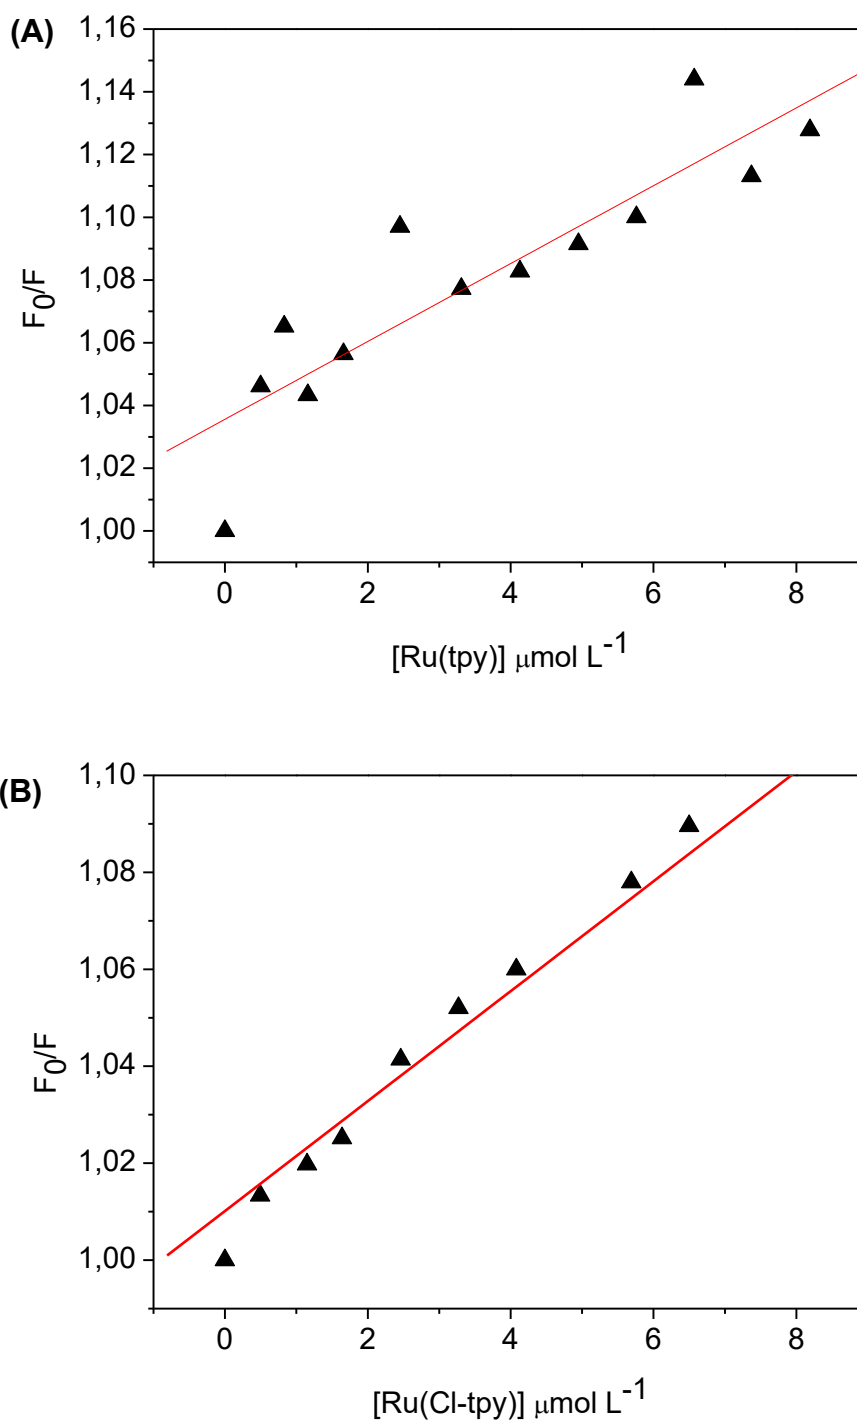 (A)
1,16
1,14
1,12
1,10
1,08
1,06
1,04
1,02
1,00
F0/F
0 2 4 6 8
[Ru(tpy)] μmol L-1
(B)
1,10
1,08
1,06
1,04
1,02
1,00
F0/F
0 2 4 6 8
[Ru(Cl-tpy)] μmol L-1